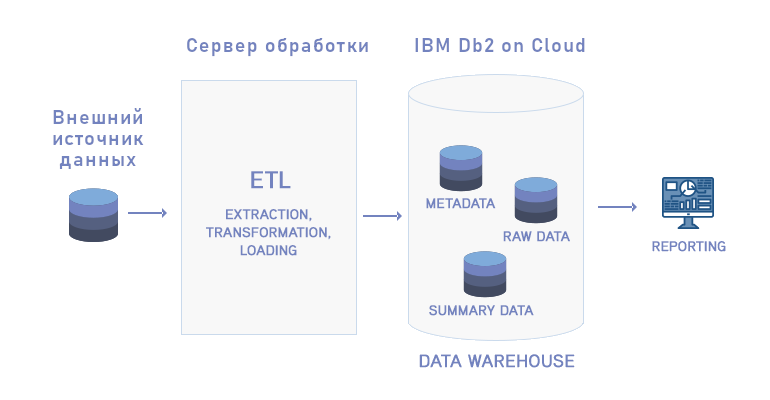 Сервер обработки
IBM Db2 on Cloud
Внешний
источник
данных
ETL
EXTRACTION,
TRANSFORMATION,
LOADING
METADATA
RAW DATA
SUMMARY DATA
REPORTING
DATA WAREHOUSE